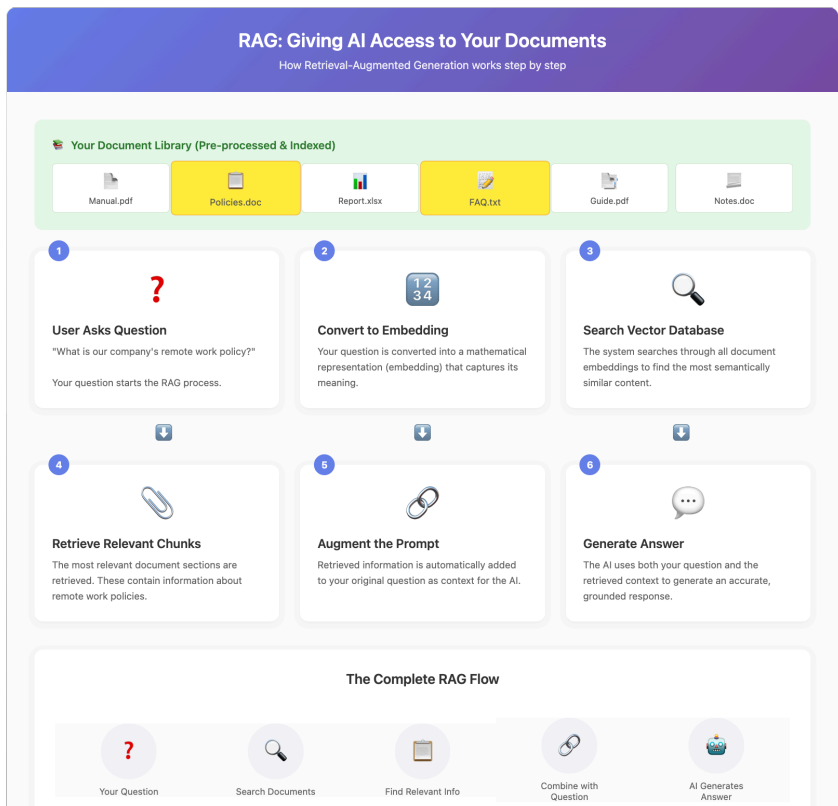 RAG: Giving AI Access to Your Documents
How Retrieval-Augmented Generation works step by step
Your Document Library (Pre-processed & Indexed)
Manual.pdf
Policies.doc
Report.xlsx
FAQ.txt
Guide.pdf
Notes.doc
1
User Asks Question
"What is our company's remote work policy?"
Your question starts the RAG process.
2
1 2
3 4
Convert to Embedding
Your question is converted into a mathematical
representation (embedding) that captures its
meaning.
3
Search Vector Database
The system searches through all document
embeddings to find the most semantically
similar content.
4
Retrieve Relevant Chunks
The most relevant document sections are
retrieved. These contain information about
remote work policies.
5
Augment the Prompt
Retrieved information is automatically added
to your original question as context for the AI.
6
Generate Answer
The AI uses both your question and the
retrieved context to generate an accurate,
grounded response.
The Complete RAG Flow
Your Question
Search Documents
Find Relevant Info
Combine with
Question
AI Generates
Answer